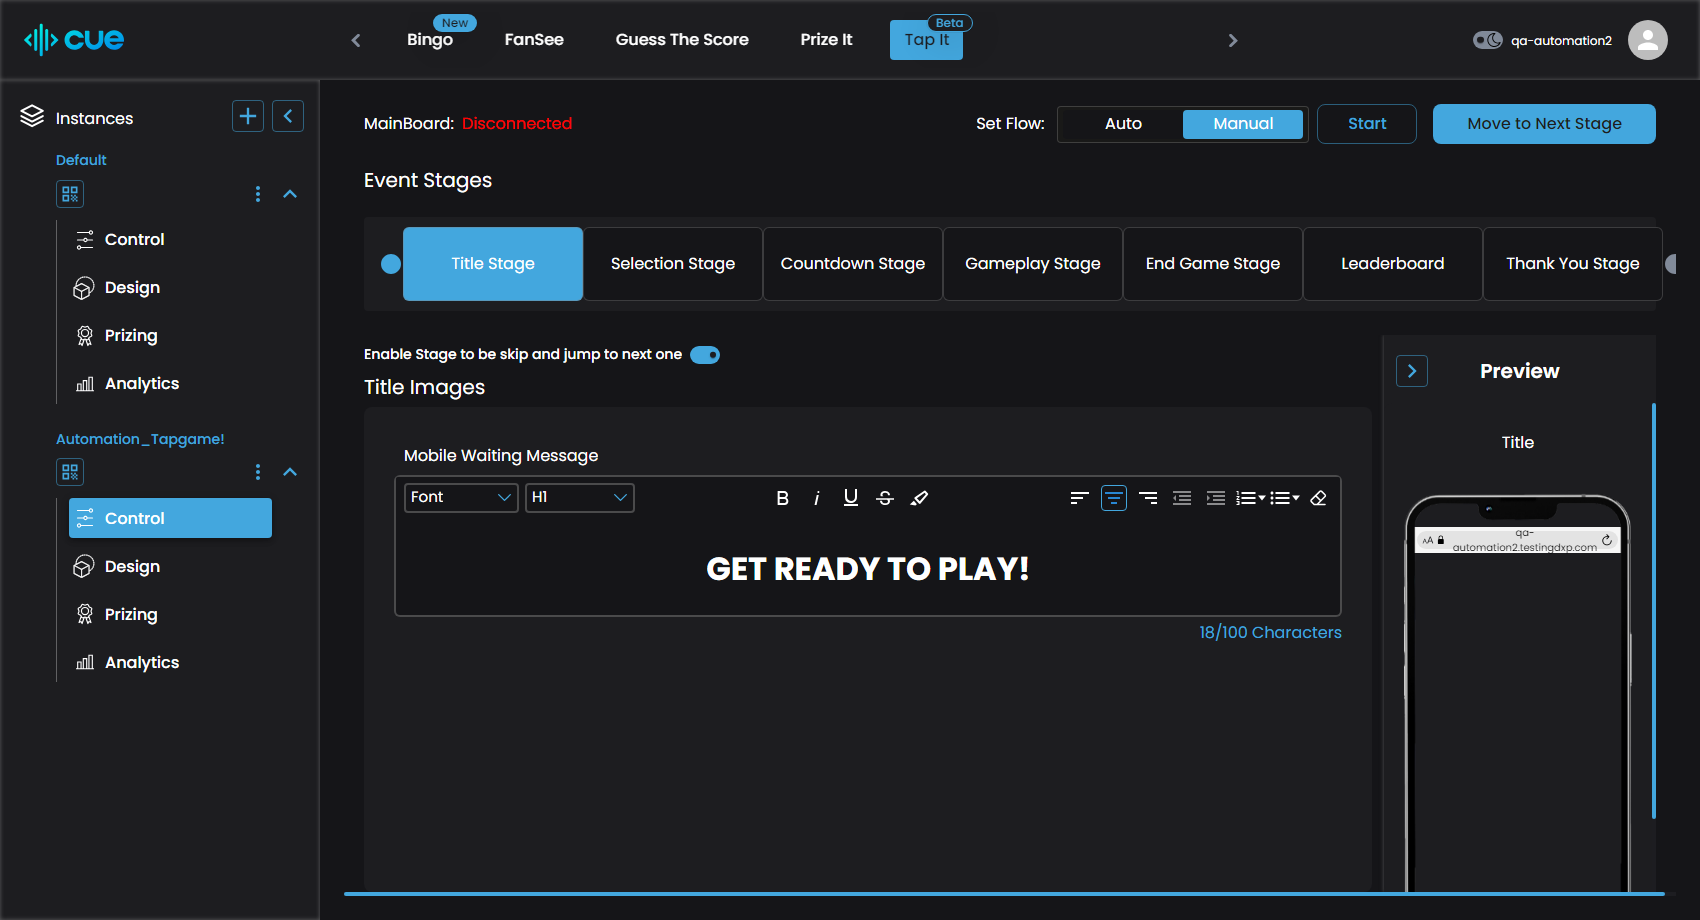 cue
Bingo
New
FanSee
Guess The Score
Prize It
Tap It
Beta
qa-automation2
Instances
Default
Control
Design
Prizing
Analytics
Automation_Tapgame!
Control
Design
Prizing
Analytics
MainBoard: Disconnected
Set Flow:
Auto
Manual
Start
Move to Next Stage
Event Stages
Title Stage
Selection Stage
Countdown Stage
Gameplay Stage
End Game Stage
Leaderboard
Thank You Stage
Enable Stage to be skip and jump to next one
Title Images
Mobile Waiting Message
Font
H1
B i U S
GET READY TO PLAY!
18/100 Characters
Preview
Title
AA
qa-
automation2.testingdxp.com